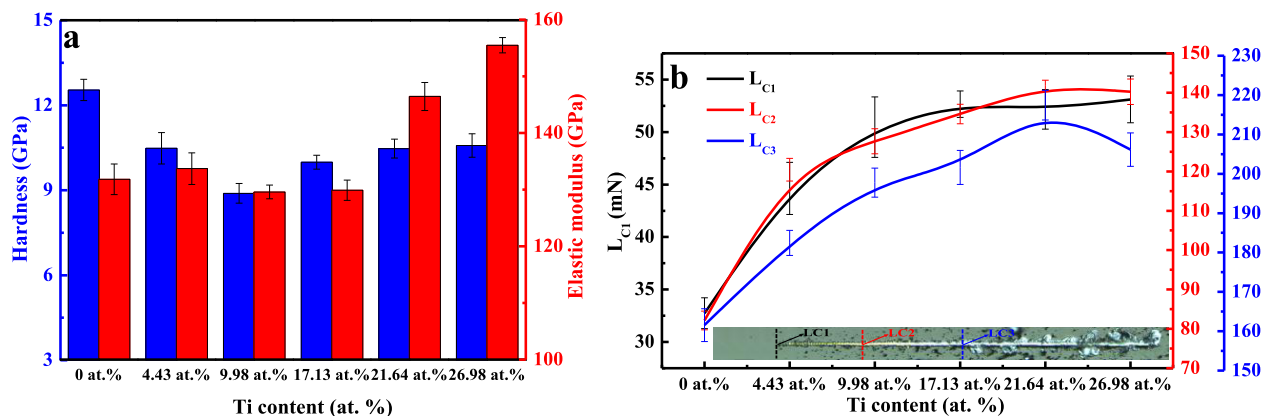 a
Hardness (GPa)
15
12
9
6
3
Elastic modulus (GPa)
160
140
120
100
0 at.% 4.43 at.% 9.98 at.% 17.13 at.% 21.64 at.% 26.98 at.%
Ti content (at. %)
b
LC1
LC2
LC3
LC1 (mN)
55
50
45
40
35
30
150
140
130
120
110
100
90
80
70
230
220
210
200
190
180
170
160
150
LC1 LC2 LC3
0 at.% 4.43 at.% 9.98 at.% 17.13 at.% 21.64 at.% 26.98 at.%
Ti content (at. %)